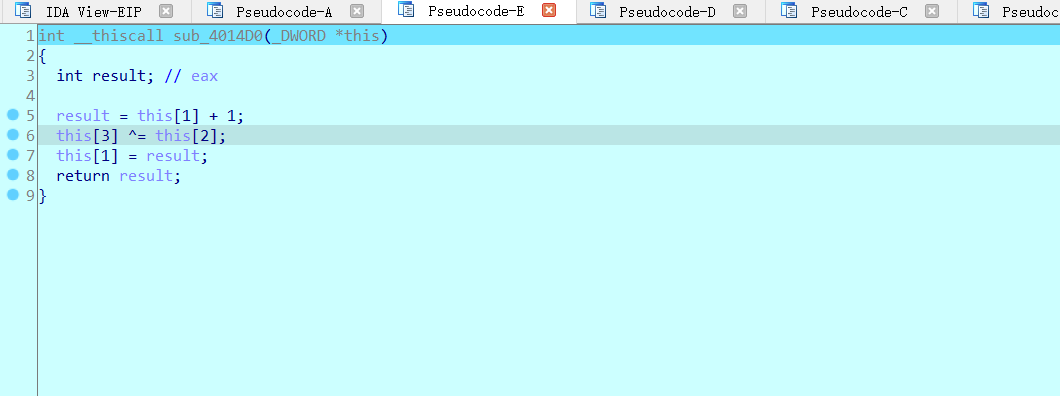 IDA View-EIP Pseudocode-A Pseudocode-E Pseudocode-D Pseudocode-C Pseudoc
1 int __thiscall sub_4014D0(_DWORD *this)
2 {
3 int result; // eax
4
5 result = this[1] + 1;
6 this[3] ^= this[2];
7 this[1] = result;
8 return result;
9 }